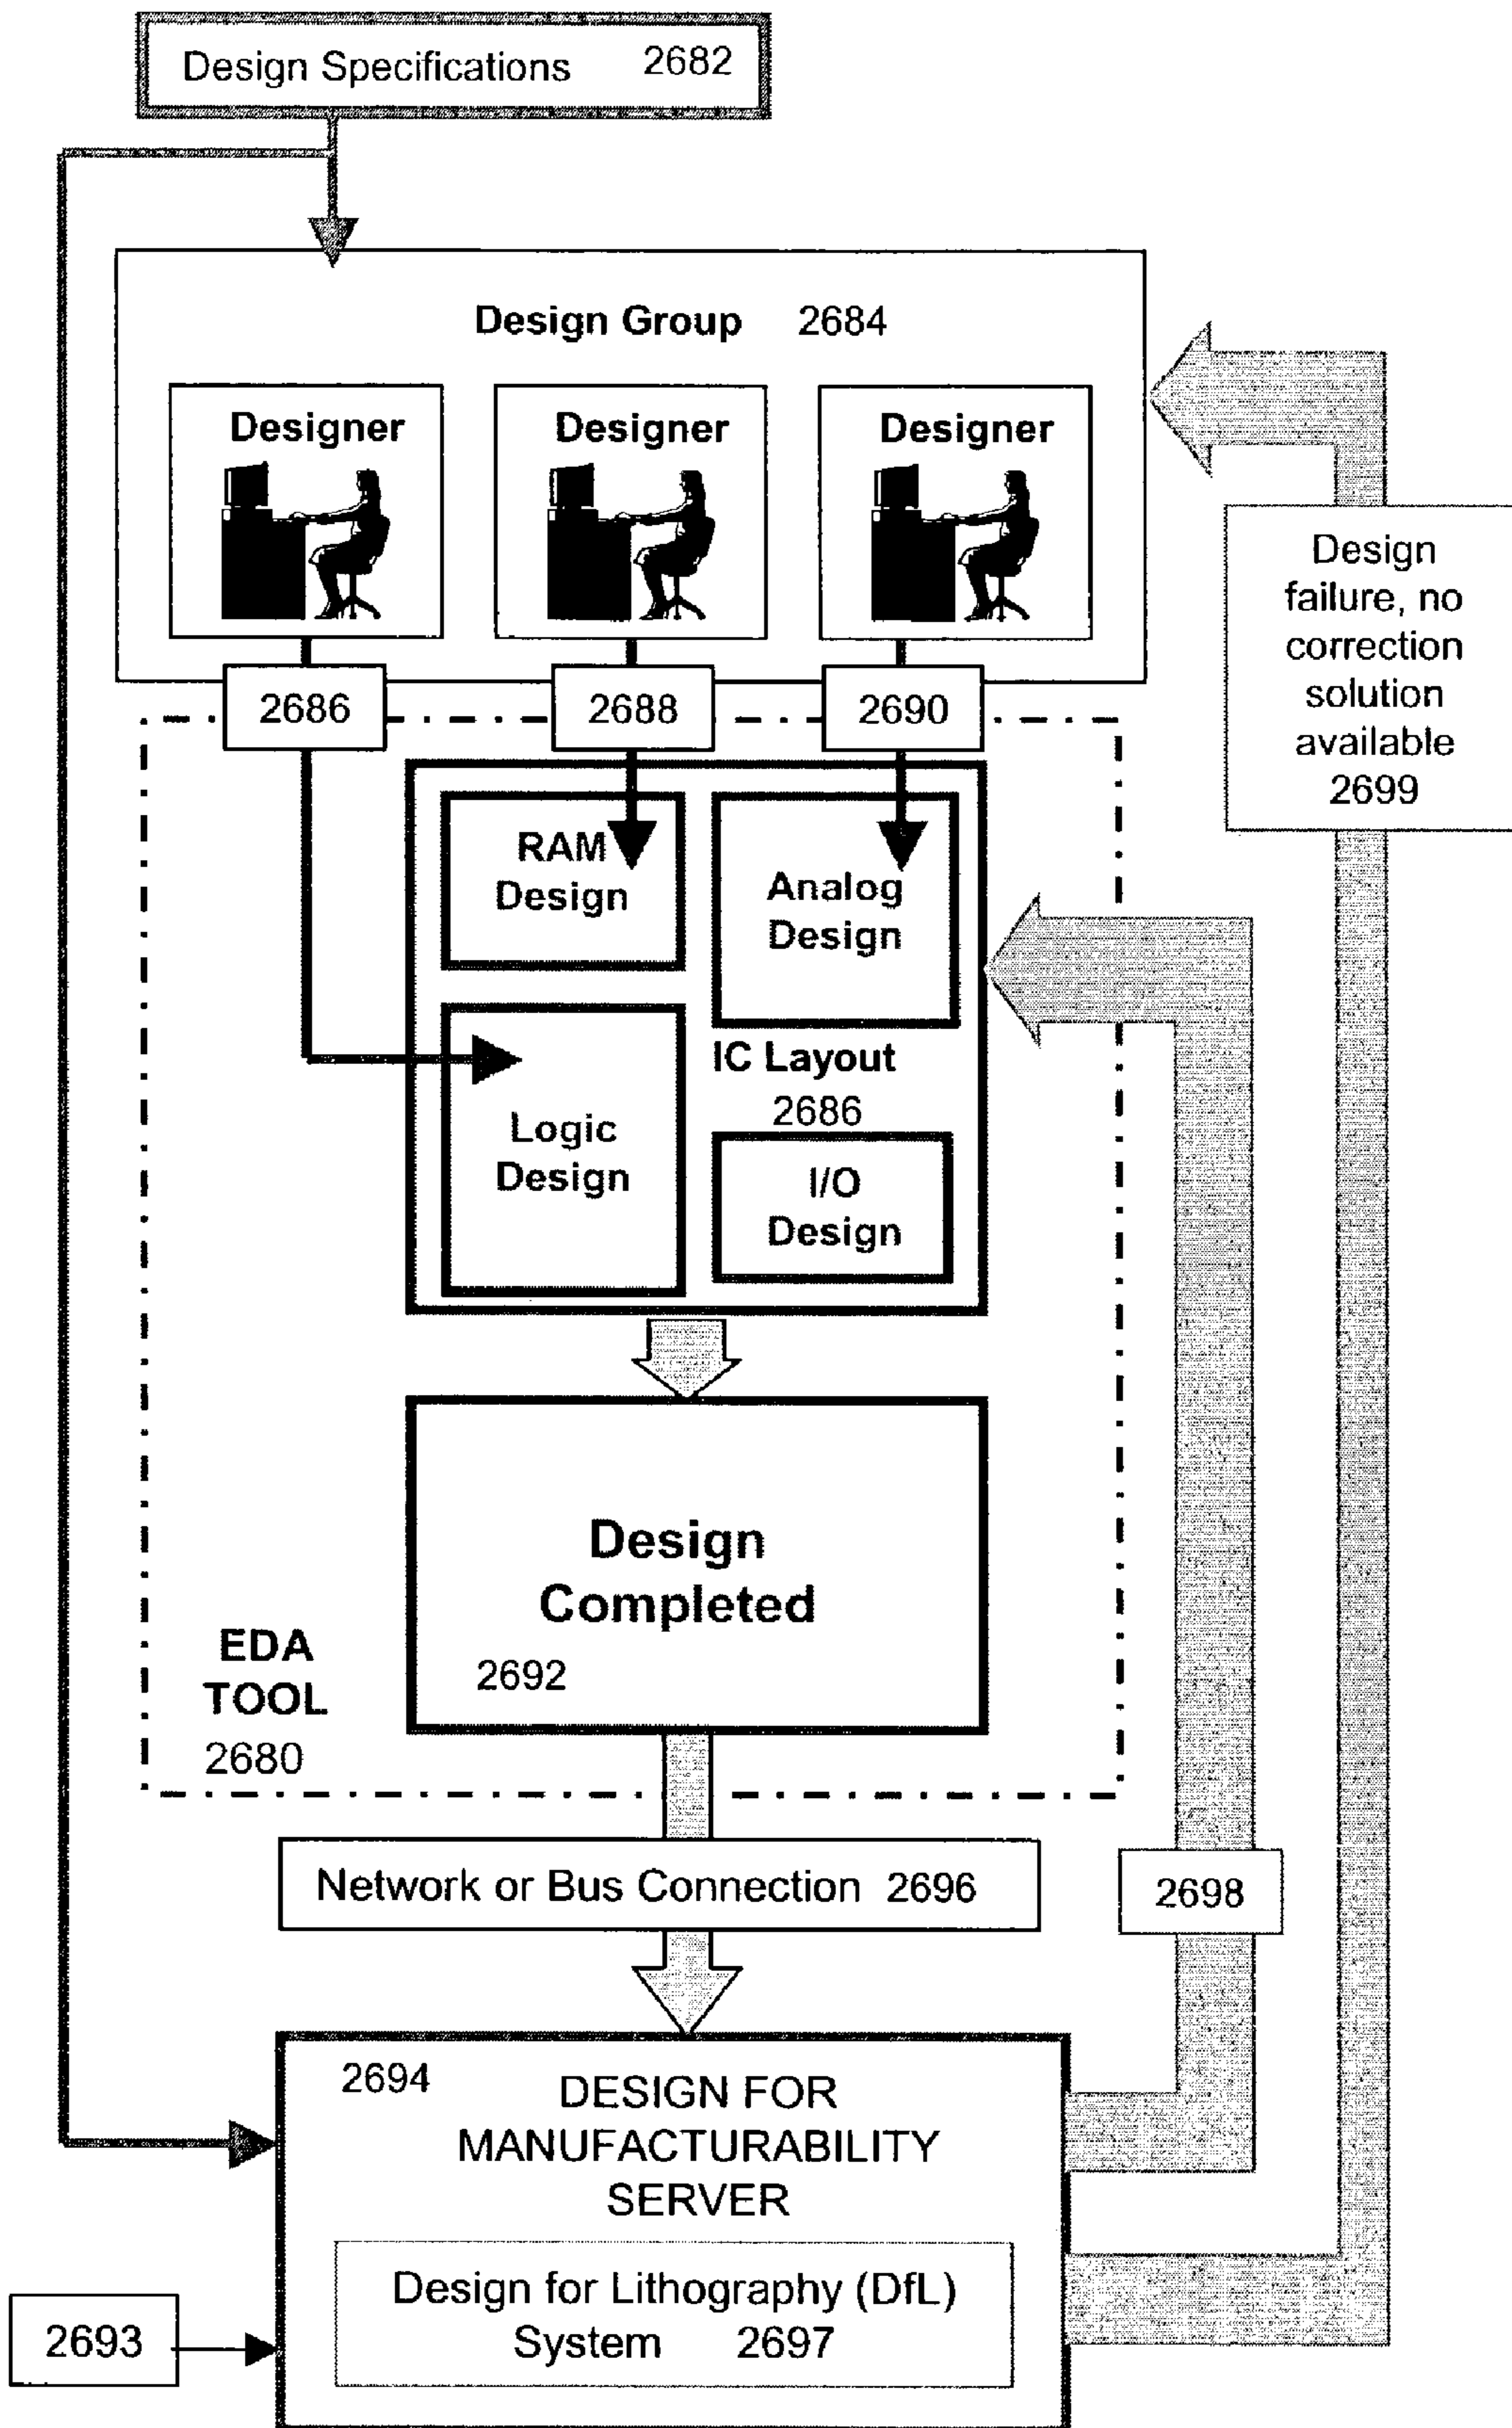 Design Specifications 2682
Design Group 2684
Designer
Designer
Designer
2686
2688
2690
Design
failure, no
correction
solution
available
2699
RAM
Design
Analog
Design
IC Layout
2686
Logic
Design
I/O
Design
Design
Completed
2692
EDA
TOOL
2680
Network or Bus Connection 2696
2698
2694
DESIGN FOR
MANUFACTURABILITY
SERVER
Design for Lithography (DfL)
System 2697
2693